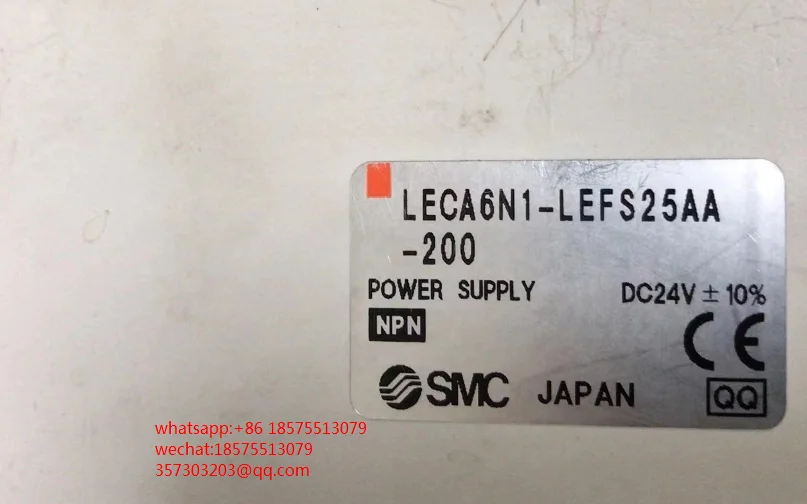 LECA6N1-LEFS25AA
-200
POWER SUPPLY DC24V ± 10%
NPN
CE
SMC JAPAN QQ
whatsapp:+86 18575513079
wechat:18575513079
357303203@qq.com